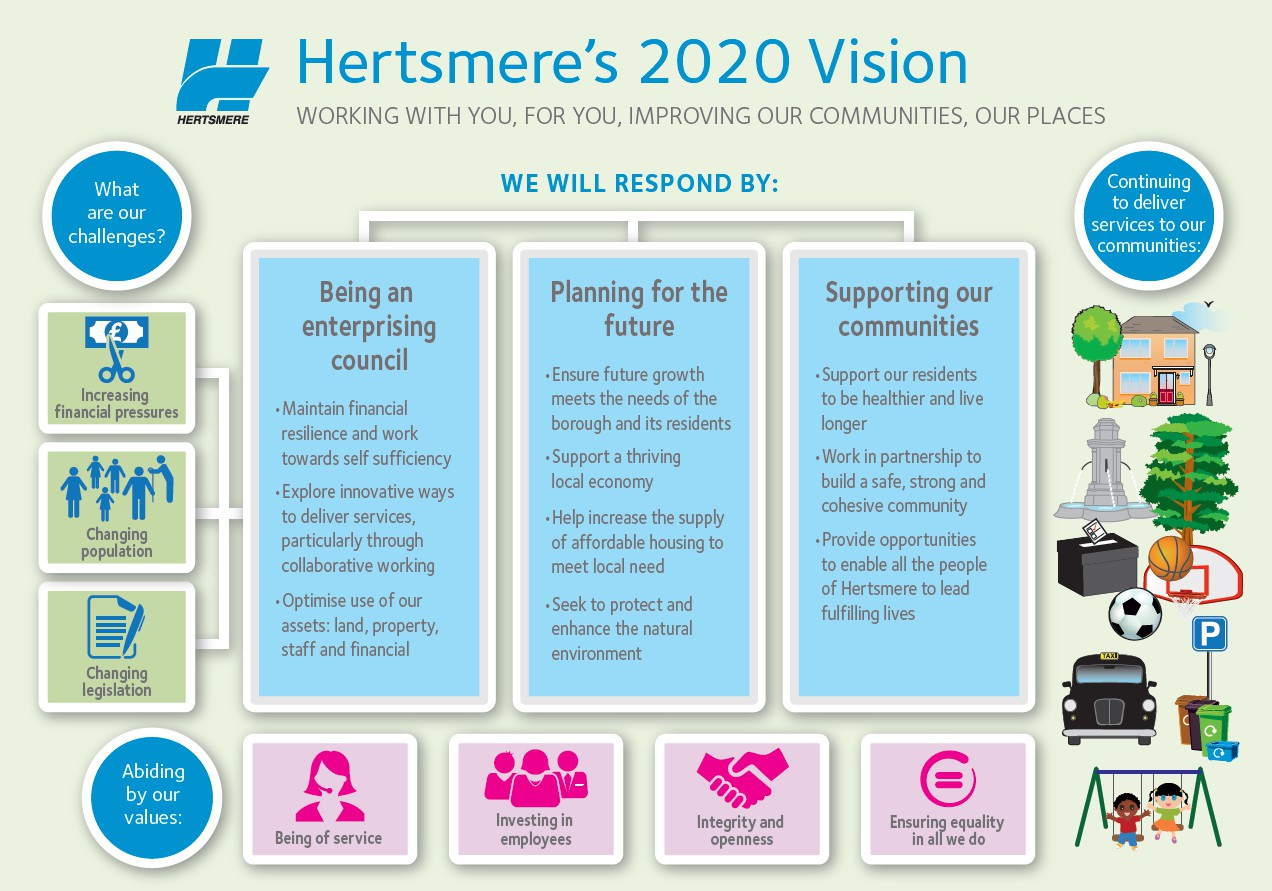 HERTSMERE
Hertsmere's 2020 Vision
WORKING WITH YOU, FOR YOU, IMPROVING OUR COMMUNITIES, OUR PLACES
What
are our
challenges?
Increasing
financial pressures
Changing
population
Changing
legislation
WE WILL RESPOND BY:
Being an
enterprising
council
•Maintain financial
resilience and work
towards self sufficiency
•Explore innovative ways
to deliver services,
particularly through
collaborative working
•Optimise use of our
assets: land, property,
staff and financial
Planning for the
future
•Ensure future growth
meets the needs of the
borough and its residents
•Support a thriving
local economy
•Help increase the supply
of affordable housing to
meet local need
•Seek to protect and
enhance the natural
environment
Supporting our
communities
•Support our residents
to be healthier and live
longer
•Work in partnership to
build a safe, strong and
cohesive community
•Provide opportunities
to enable all the people
of Hertsmere to lead
fulfilling lives
Continuing
to deliver
services to our
communities:
P
TAXI
Abiding
by our
values:
Being of service
Investing in
employees
Integrity and
openness
Ensuring equality
in all we do